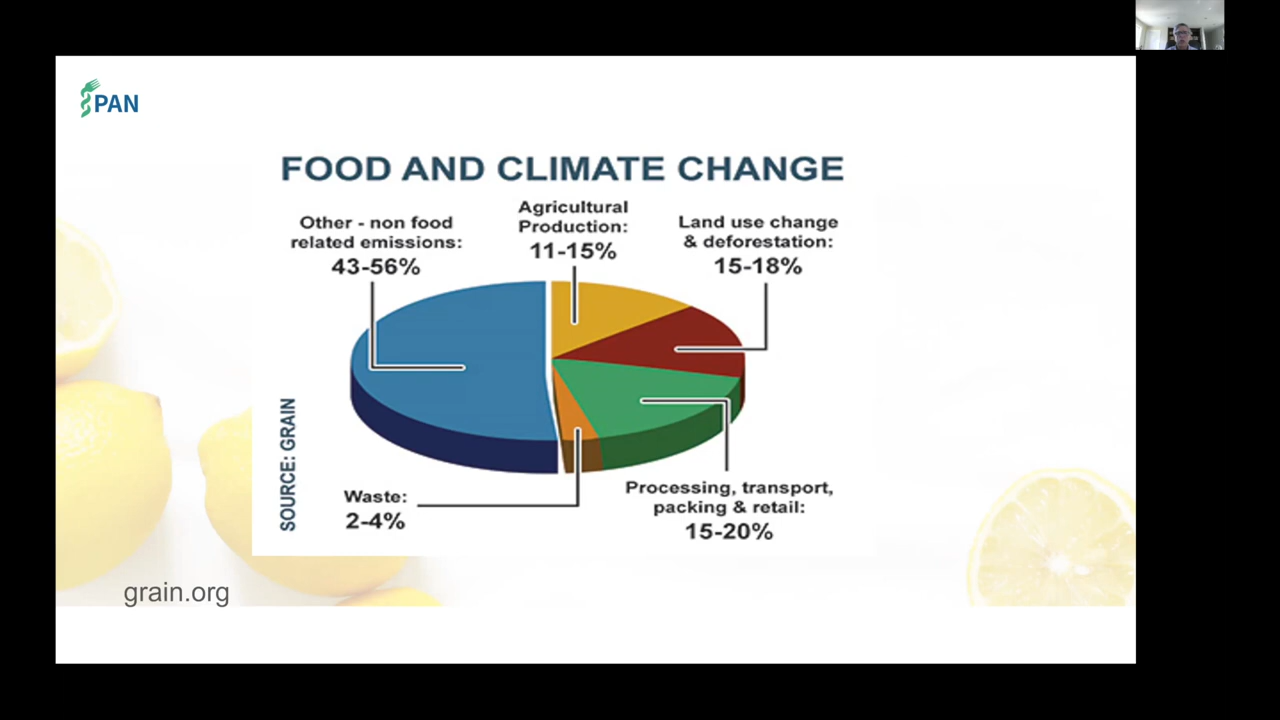 PAN
FOOD AND CLIMATE CHANGE
Other - non food
related emissions:
43-56%
Agricultural
Production:
11-15%
Land use change
& deforestation:
15-18%
SOURCE: GRAIN
Waste:
2-4%
Processing, transport,
packing & retail:
15-20%
grain.org